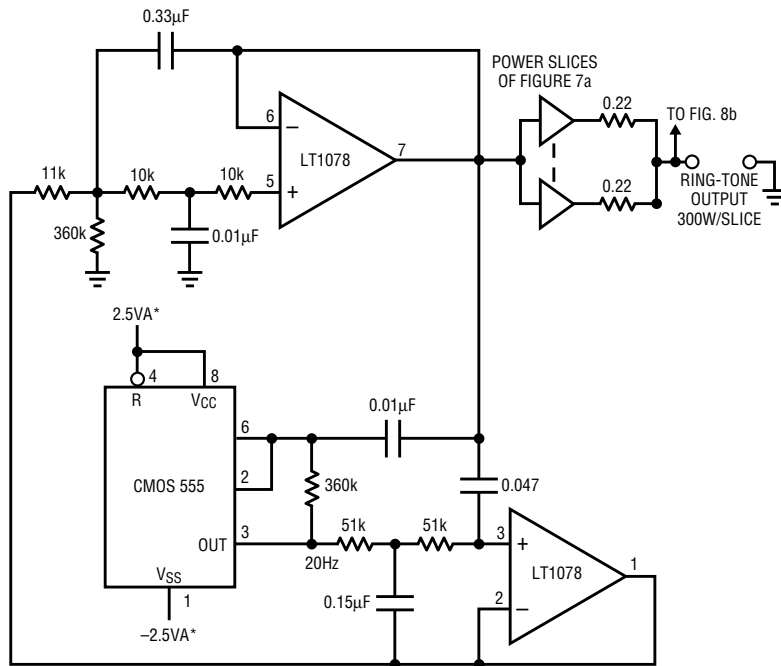 0.33µF
POWER SLICES
OF FIGURE 7a
0.22
TO FIG. 8b
6
–
LT1078
7
11k
10k
10k
5
+
0.22
RING-TONE
OUTPUT
300W/SLICE
360k
0.01µF
2.5VA*
4
8
R
VCC
0.01µF
6
CMOS 555
2
360k
0.047
OUT
3
51k
51k
3
+
20Hz
LT1078
1
VSS
0.15µF
2
–
1
–2.5VA*